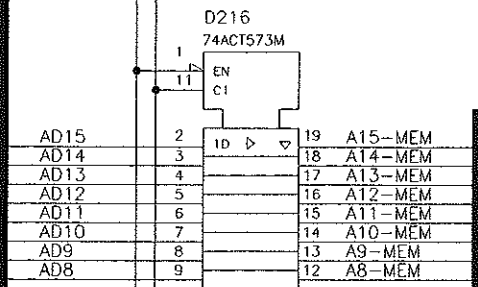 D216
74ACT573M
1 EN
11 C1
1D
AD15 2 19 A15-MEM
AD14 3 18 A14-MEM
AD13 4 17 A13-MEM
AD12 5 16 A12-MEM
AD11 6 15 A11-MEM
AD10 7 14 A10-MEM
AD9 8 13 A9-MEM
AD8 9 12 A8-MEM